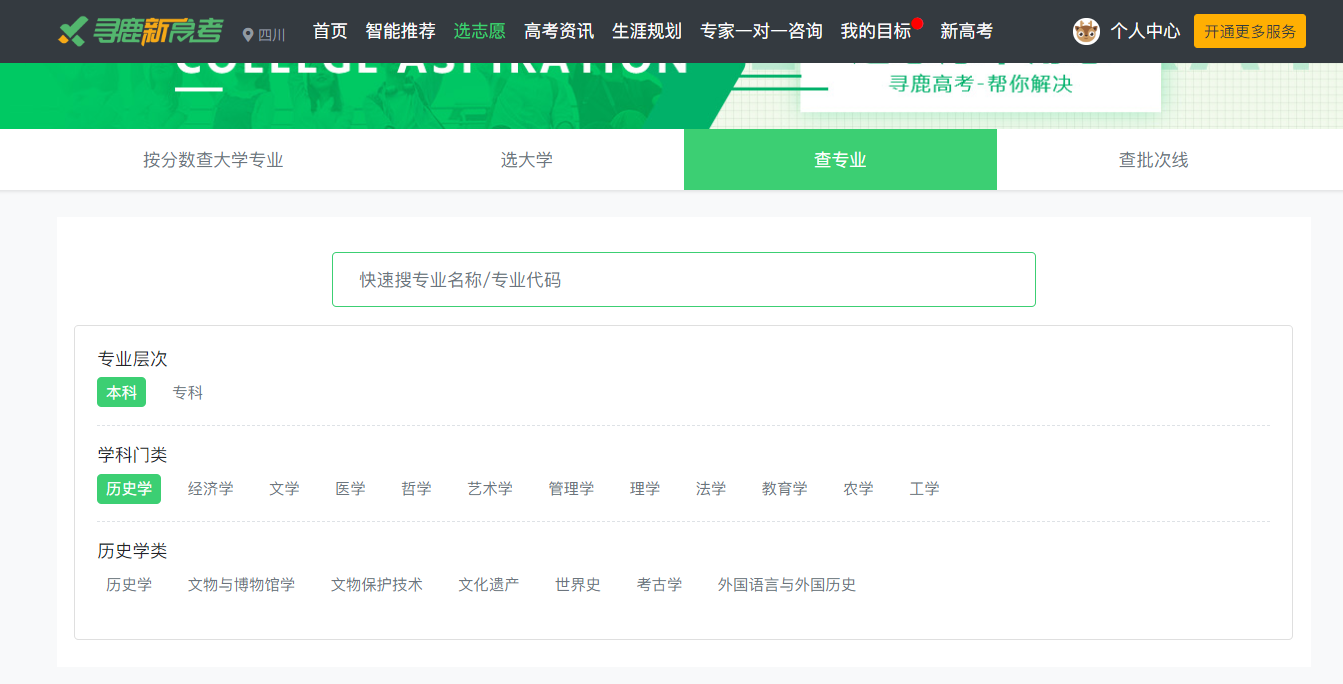 寻鹿新高考 四川 首页 智能推荐 选志愿 高考资讯 生涯规划 专家一对一咨询 我的目标 新高考 个人中心 开通更多服务
COLLEGE ASPIRATION
寻鹿高考-帮你解决
按分数查大学专业 选大学 查专业 查批次线
快速搜专业名称/专业代码
专业层次
本科 专科
学科门类
历史学 经济学 文学 医学 哲学 艺术学 管理学 理学 法学 教育学 农学 工学
历史学类
历史学 文物与博物馆学 文物保护技术 文化遗产 世界史 考古学 外国语言与外国历史